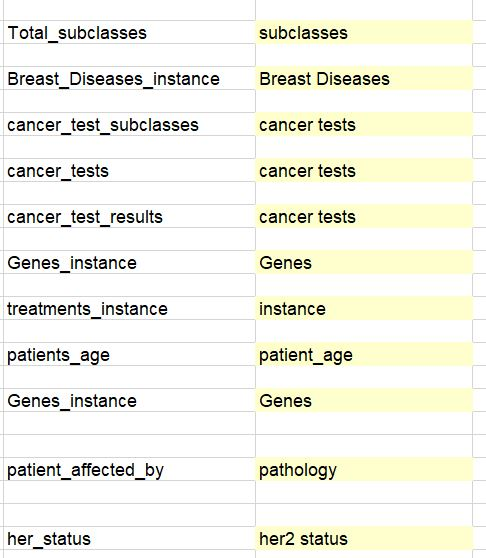 Total_subclasses subclasses
Breast_Diseases_instance Breast Diseases
cancer_test_subclasses cancer tests
cancer_tests cancer tests
cancer_test_results cancer tests
Genes_instance Genes
treatments_instance instance
patients_age patient_age
Genes_instance Genes
patient_affected_by pathology
her_status her2 status